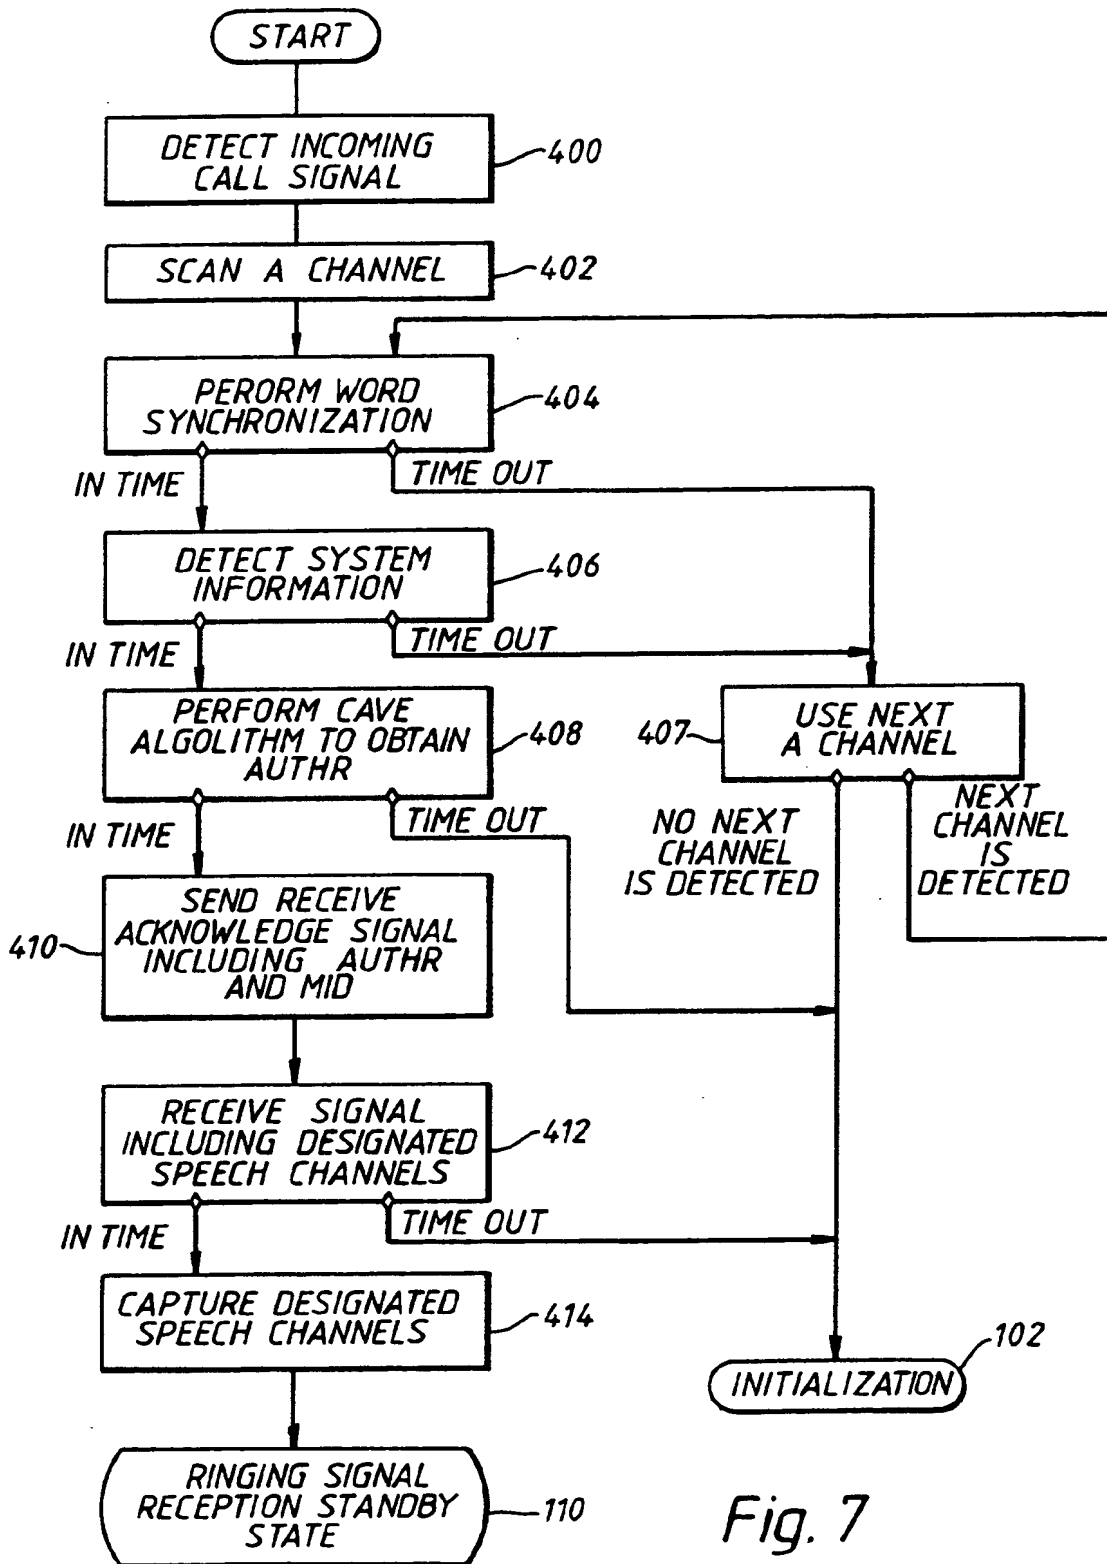 START
DETECT INCOMING
CALL SIGNAL
400
SCAN A CHANNEL
402
PERORM WORD
SYNCHRONIZATION
404
IN TIME
TIME OUT
DETECT SYSTEM
INFORMATION
406
IN TIME
TIME OUT
PERFORM CAVE
ALGOLITHM TO OBTAIN
AUTHR
408
USE NEXT
A CHANNEL
407
IN TIME
TIME OUT
NO NEXT
CHANNEL
IS DETECTED
NEXT
CHANNEL
IS
DETECTED
SEND RECEIVE
ACKNOWLEDGE SIGNAL
INCLUDING AUTHR
AND MID
410
RECEIVE SIGNAL
INCLUDING DESIGNATED
SPEECH CHANNELS
412
IN TIME
TIME OUT
CAPTURE DESIGNATED
SPEECH CHANNELS
414
102
INITIALIZATION
RINGING SIGNAL
RECEPTION STANDBY
STATE
110
Fig. 7